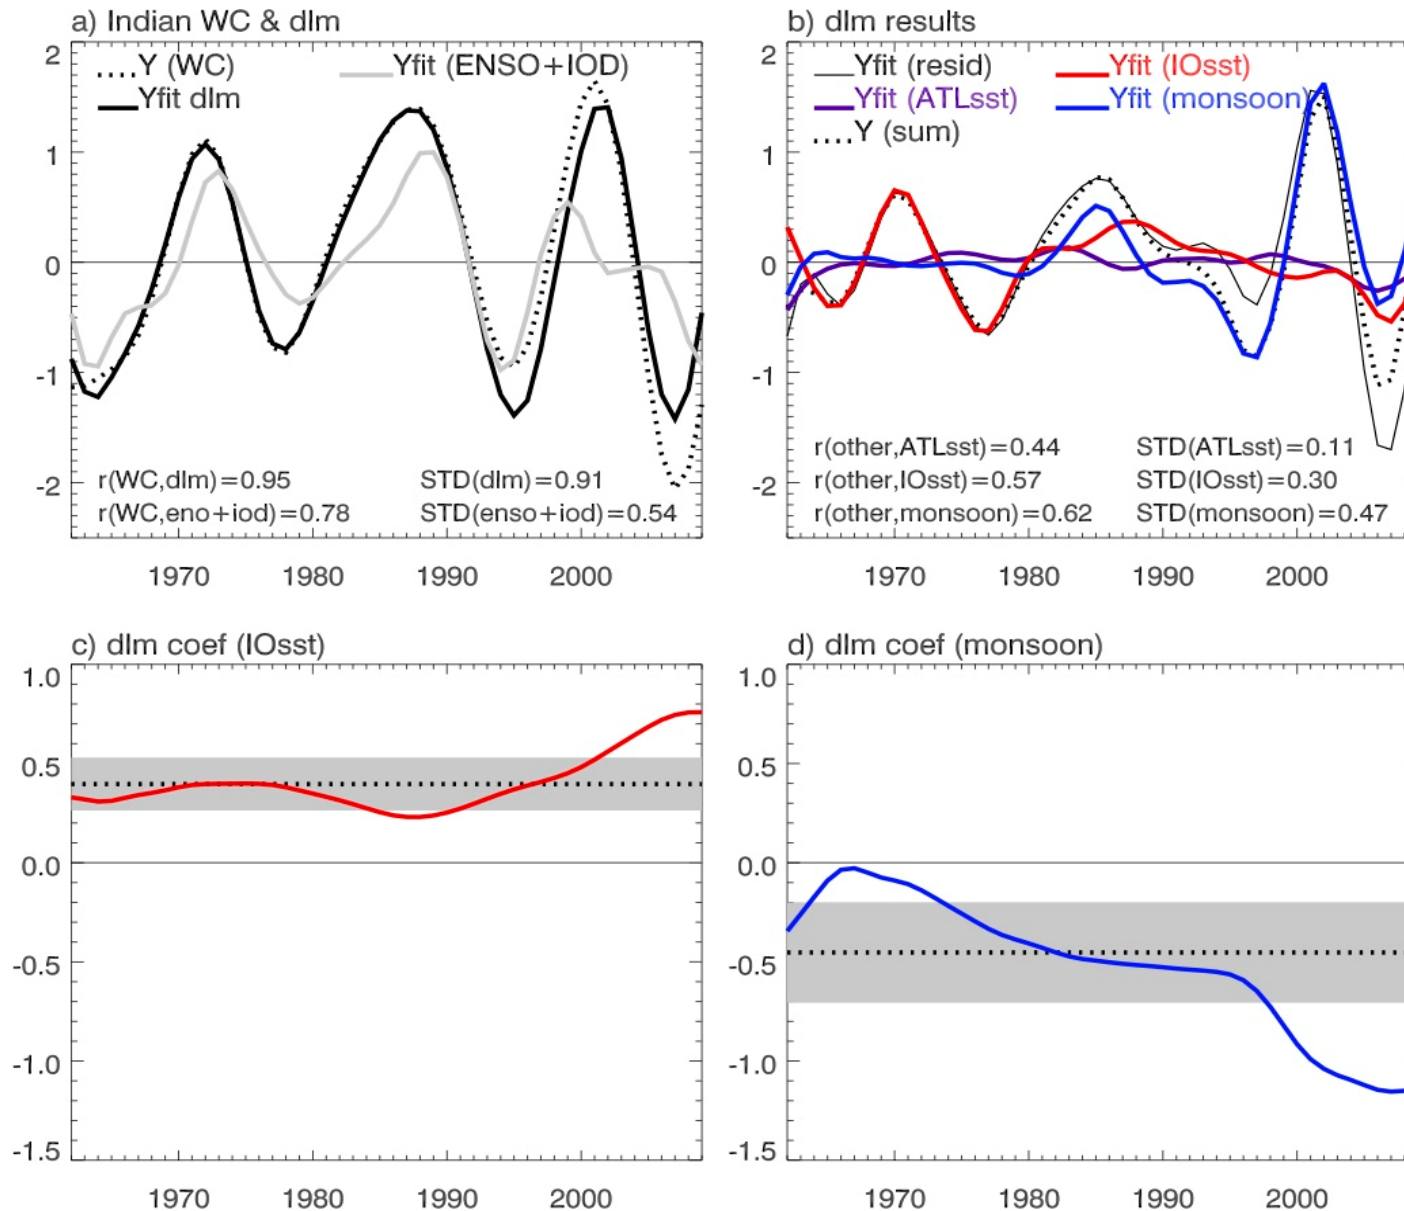 a) Indian WC & dlm
2
1
0
-1
-2
Y (WC)
Yfit (ENSO+IOD)
Yfit dlm
r(WC,dlm)=0.95
STD(dlm)=0.91
r(WC,eno+iod)=0.78
STD(enso+iod)=0.54
1970 1980 1990 2000
b) dlm results
2
1
0
-1
-2
Yfit (resid)
Yfit (IOsst)
Yfit (ATLsst)
Yfit (monsoon)
Y (sum)
r(other,ATLsst)=0.44
STD(ATLsst)=0.11
r(other,IOsst)=0.57
STD(IOsst)=0.30
r(other,monsoon)=0.62
STD(monsoon)=0.47
1970 1980 1990 2000
c) dlm coef (IOsst)
1.0
0.5
0.0
-0.5
-1.0
-1.5
1970 1980 1990 2000
d) dlm coef (monsoon)
1.0
0.5
0.0
-0.5
-1.0
-1.5
1970 1980 1990 2000